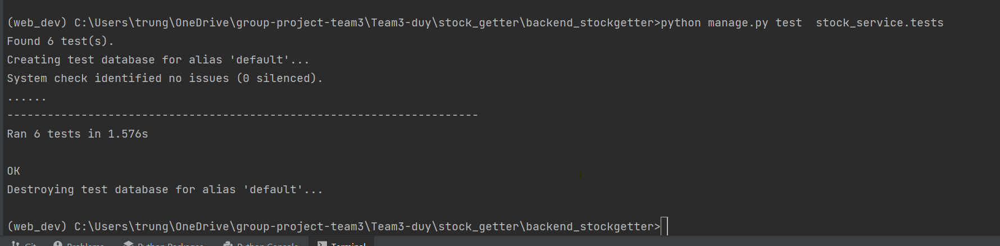 (web_dev) C:\Users\trung\OneDrive\group-project-team3\Team3-duy\stock_getter\backend_stockgetter>python manage.py test  stock_service.tests
Found 6 test(s).
Creating test database for alias 'default'...
System check identified no issues (0 silenced).
......
----------------------------------------------------------------------
Ran 6 tests in 1.576s
OK
Destroying test database for alias 'default'...
(web_dev) C:\Users\trung\OneDrive\group-project-team3\Team3-duy\stock_getter\backend_stockgetter>
Git Problems Python Packages Python Console Terminal